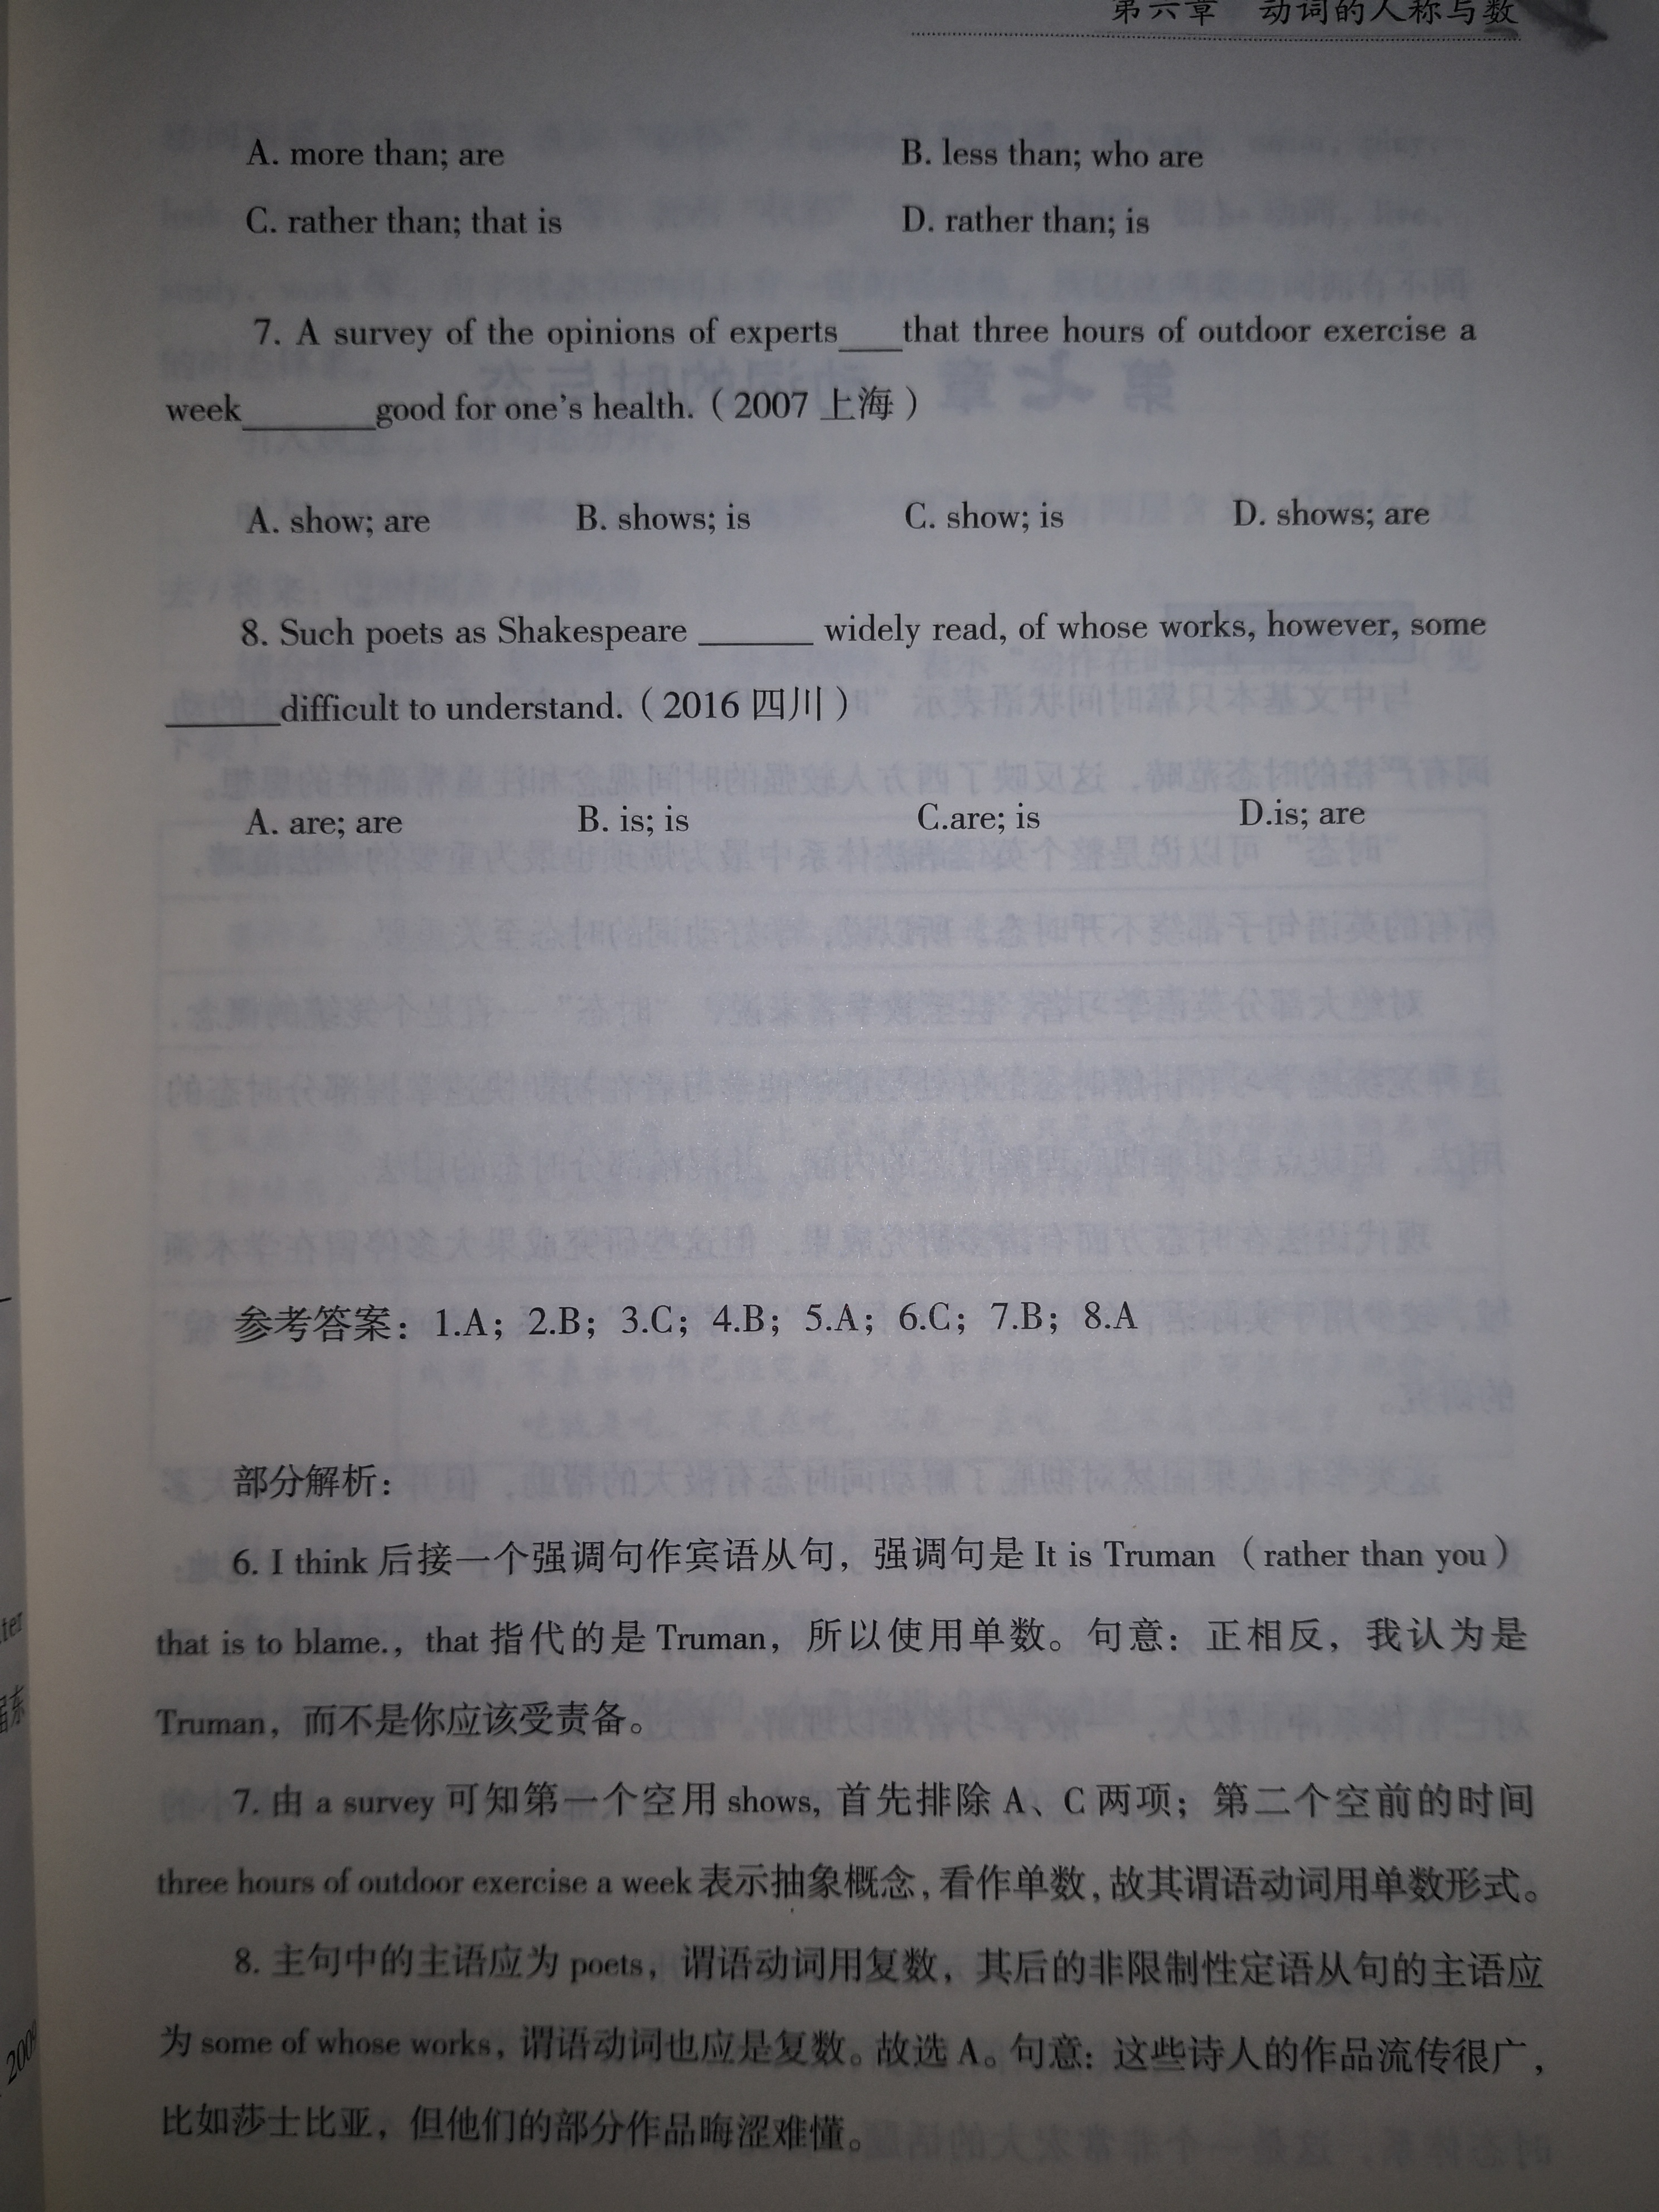 第六章 动词的人称与数
A. more than; are B. less than; who are
C. rather than; that is D. rather than; is
7. A survey of the opinions of experts___that three hours of outdoor exercise a
week_______good for one's health.（2007 上海）
A. show; are B. shows; is C. show; is D. shows; are
8. Such poets as Shakespeare ______ widely read, of whose works, however, some
______difficult to understand.（2016 四川）
A. are; are B. is; is C.are; is D.is; are
参考答案：1.A；2.B；3.C；4.B；5.A；6.C；7.B；8.A
部分解析：
6. I think 后接一个强调句作宾语从句，强调句是 It is Truman （rather than you）
that is to blame.，that 指代的是 Truman，所以使用单数。句意：正相反，我认为是
Truman，而不是你应该受责备。
7. 由 a survey 可知第一个空用 shows, 首先排除 A、C 两项；第二个空前的时间
three hours of outdoor exercise a week 表示抽象概念，看作单数，故其谓语动词用单数形式。
8. 主句中的主语应为 poets，谓语动词用复数，其后的非限制性定语从句的主语应
为 some of whose works，谓语动词也应是复数。故选 A。句意：这些诗人的作品流传很广，
比如莎士比亚，但他们的部分作品晦涩难懂。